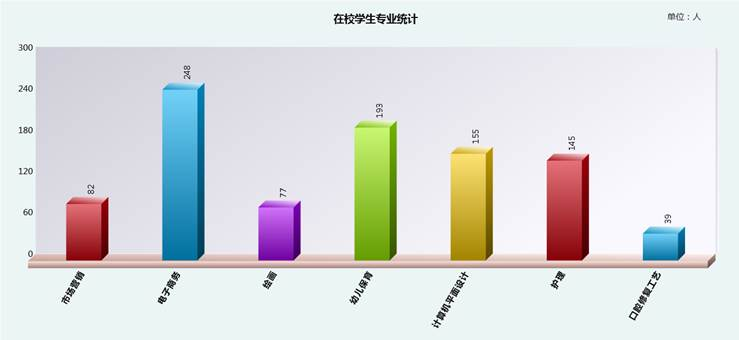 在校学生专业统计
单位：人
300
240
180
120
60
0
82
248
77
193
155
145
39
市场营销
电子商务
绘画
幼儿保育
计算机平面设计
护理
口腔修复工艺